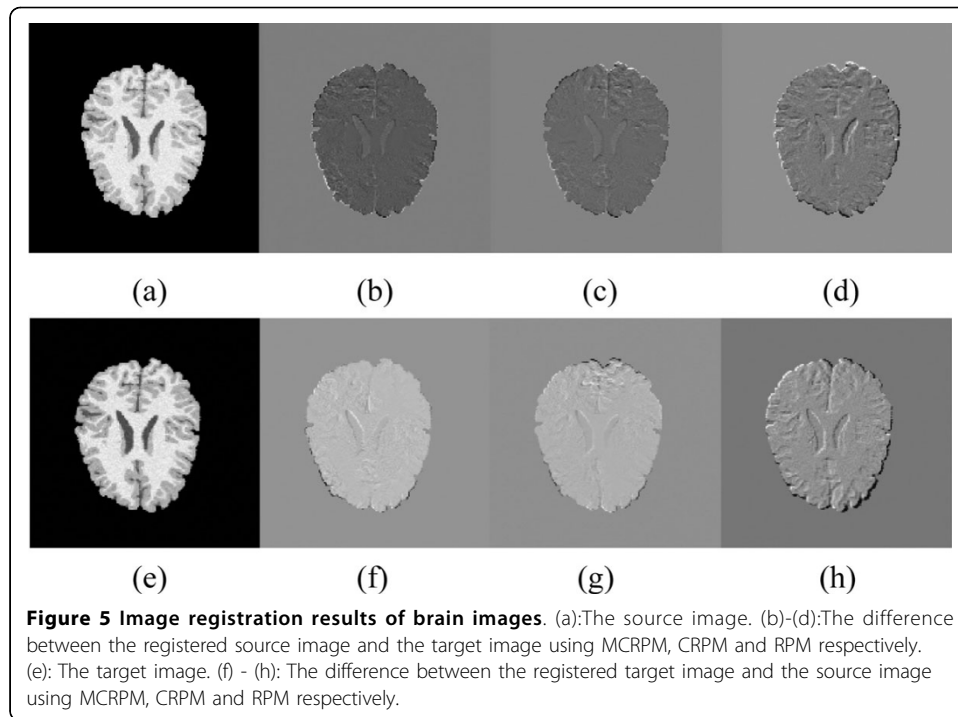 (a) (b) (c) (d)
(e) (f) (g) (h)
Figure 5 Image registration results of brain images. (a):The source image. (b)-(d):The difference
between the registered source image and the target image using MCRPM, CRPM and RPM respectively.
(e): The target image. (f) - (h): The difference between the registered target image and the source image
using MCRPM, CRPM and RPM respectively.